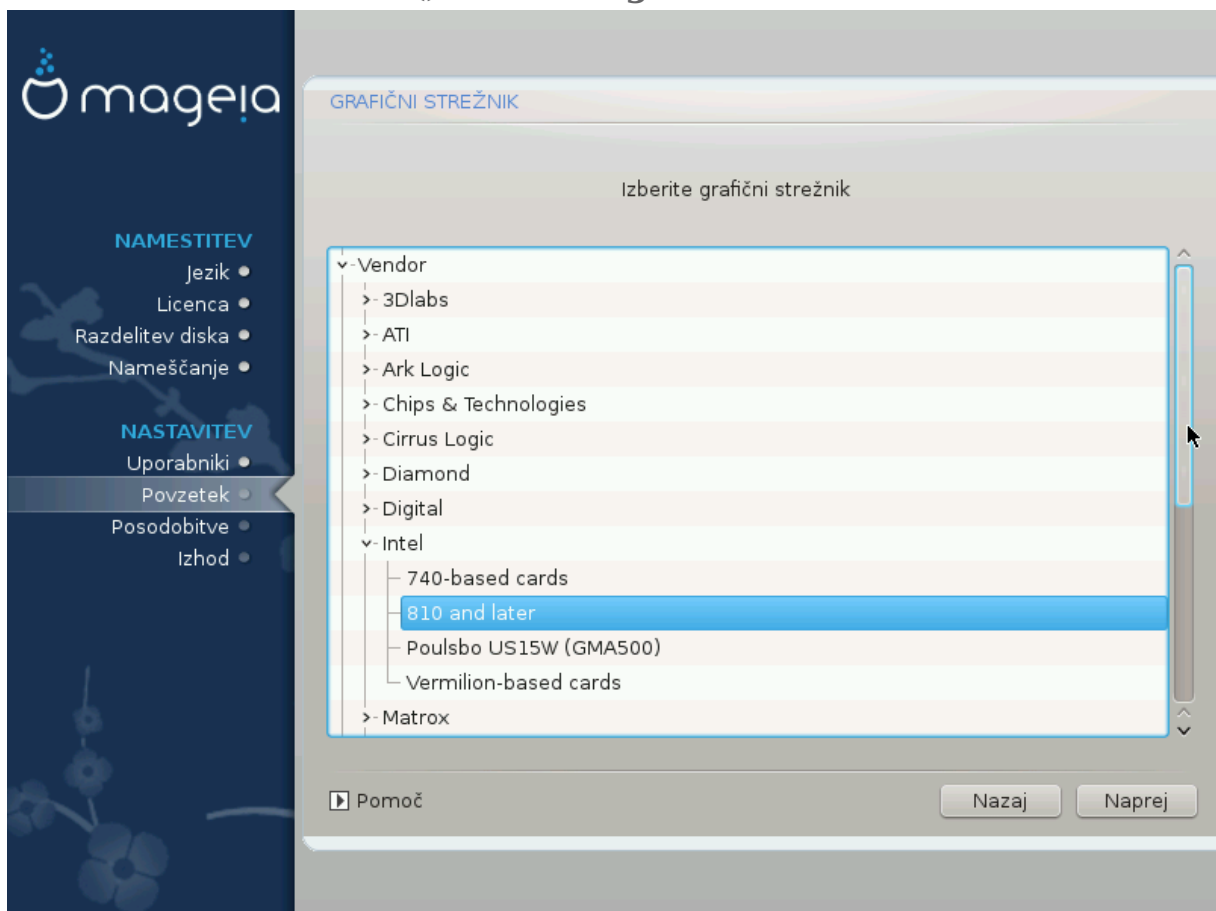 mageia
GRAFIČNI STREŽNIK
Izberite grafični strežnik
NAMESTITEV
Jezik
Licenca
Razdelitev diska
Nameščanje
NASTAVITEV
Uporabniki
Povzetek
Posodobitve
Izhod
Vendor
3Dlabs
ATI
Ark Logic
Chips & Technologies
Cirrus Logic
Diamond
Digital
Intel
740-based cards
810 and later
Poulsbo US15W (GMA500)
Vermilion-based cards
Matrox
Pomoč
Nazaj
Naprej